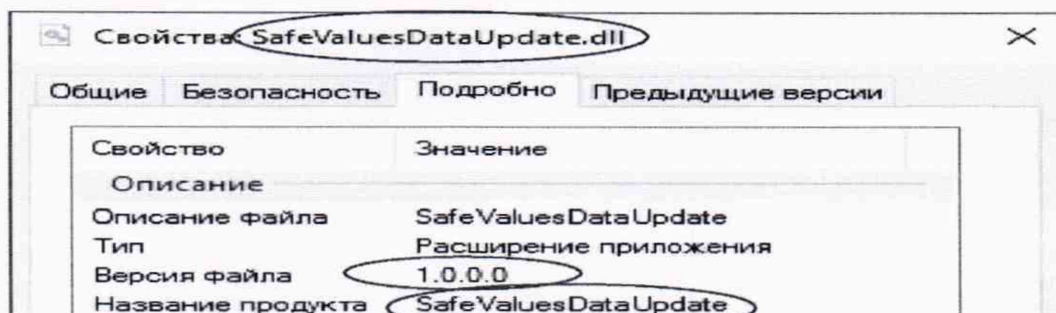 Свойства: SafeValuesDataUpdate.dll
Общие Безопасность Подробно Предыдущие версии
Свойство Значение
Описание
Описание файла SafeValuesDataUpdate
Тип Расширение приложения
Версия файла 1.0.0.0
Название продукта SafeValuesDataUpdate